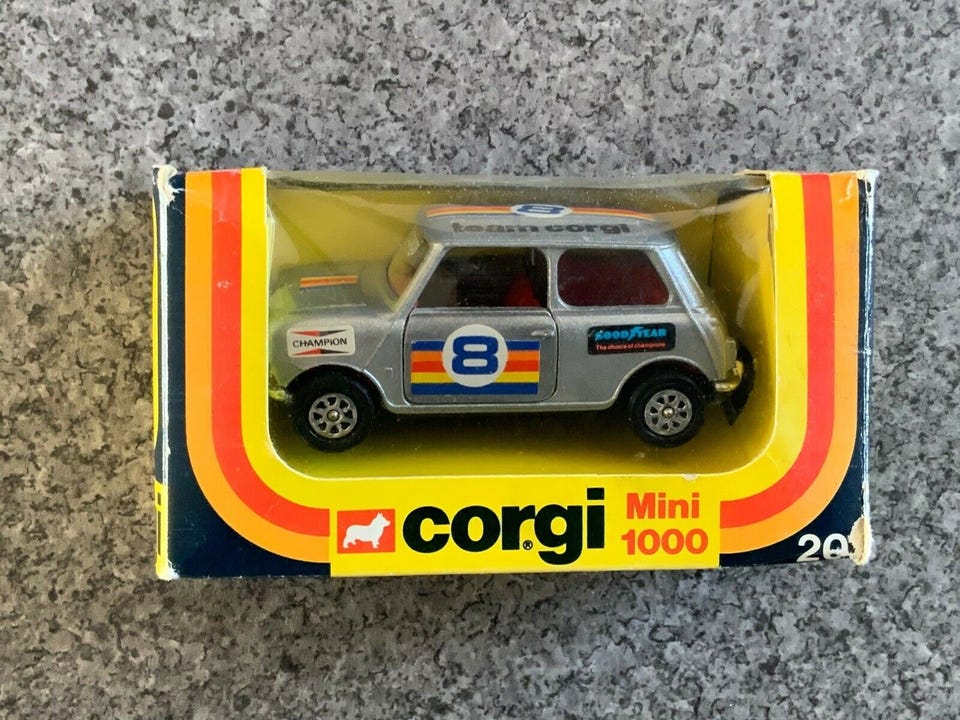 8
team corgi
CHAMPION
8
GOODYEAR
The choice of champions
corgi®
Mini
1000
20